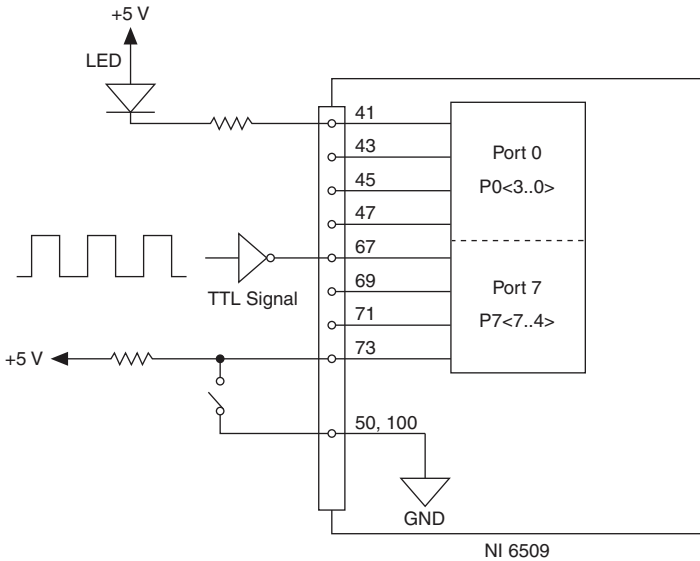 +5 V
LED
41
43
45
47
67
69
71
73
50, 100
Port 0
P0<3..0>
Port 7
P7<7..4>
TTL Signal
+5 V
GND
NI 6509